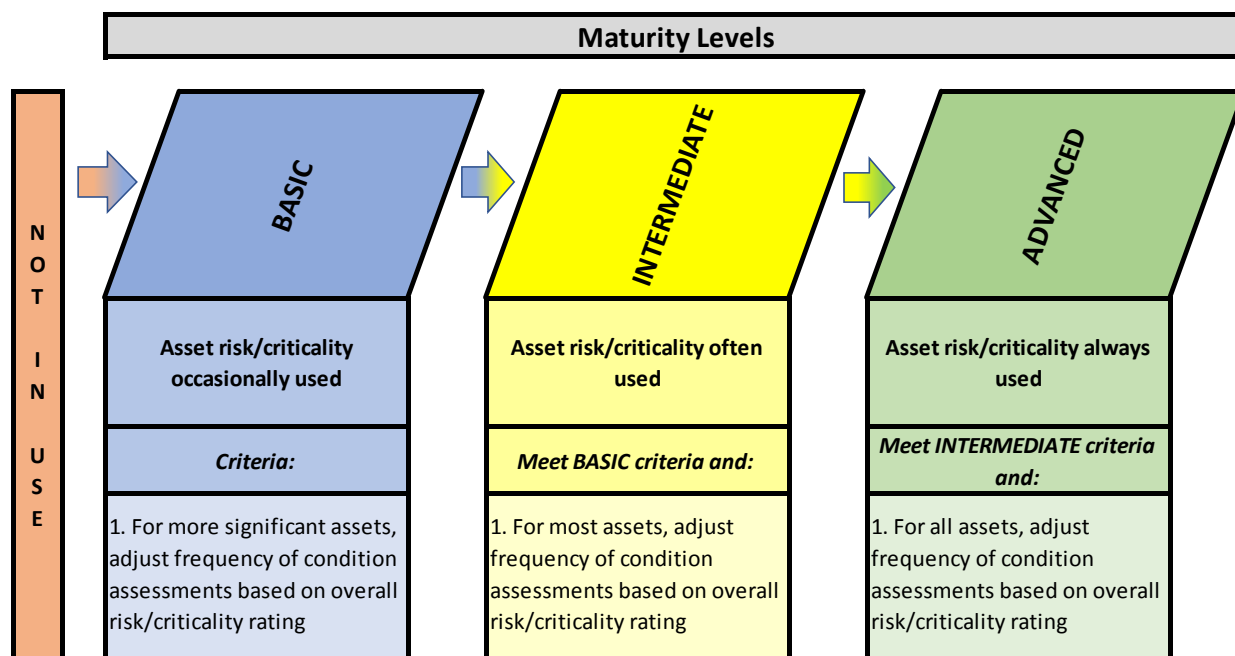 Maturity Levels
NOT IN USE
BASIC
INTERMEDIATE
ADVANCED
Asset risk/criticality
occasionally used
Asset risk/criticality often
used
Asset risk/criticality always
used
Criteria:
Meet BASIC criteria and:
Meet INTERMEDIATE criteria
and:
1. For more significant assets,
adjust frequency of condition
assessments based on overall
risk/criticality rating
1. For most assets, adjust
frequency of condition
assessments based on overall
risk/criticality rating
1. For all assets, adjust
frequency of condition
assessments based on overall
risk/criticality rating